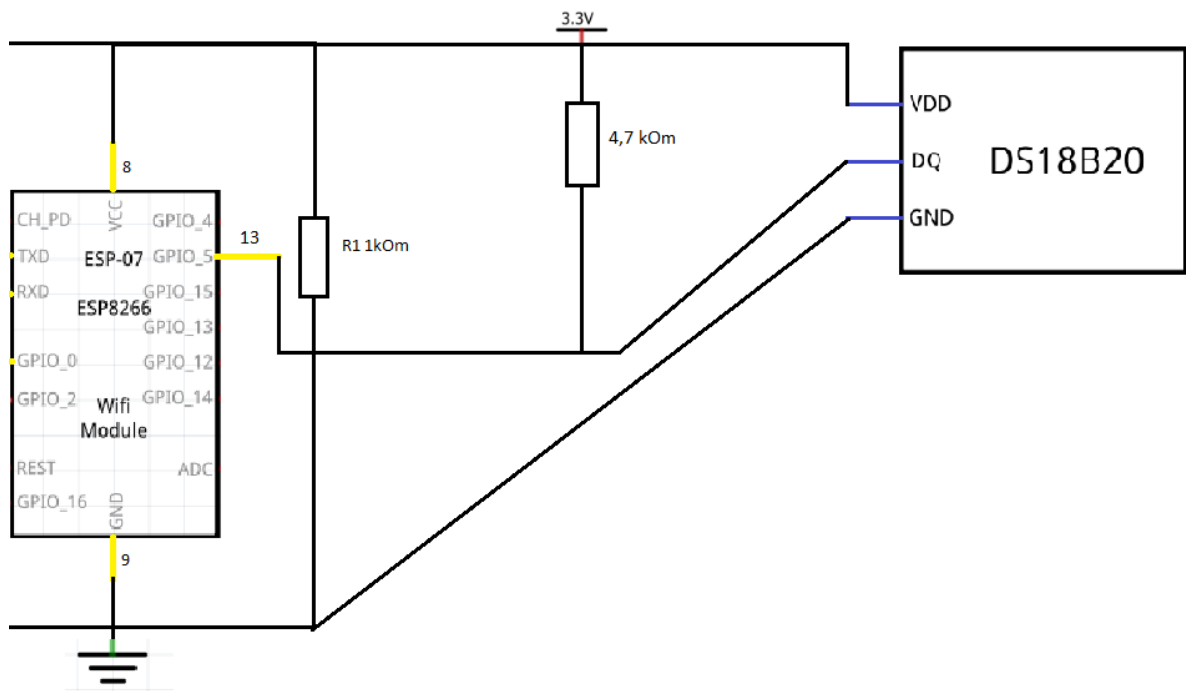 3.3V
8
CH_PD
VCC
GPIO_4
13
TXD
ESP-07
GPIO_5
RXD
GPIO_15
ESP8266
GPIO_13
GPIO_0
GPIO_12
GPIO_2
Wifi
GPIO_14
Module
REST
ADC
GPIO_16
GND
9
R1 1kOm
4,7 kOm
VDD
DQ
DS18B20
GND